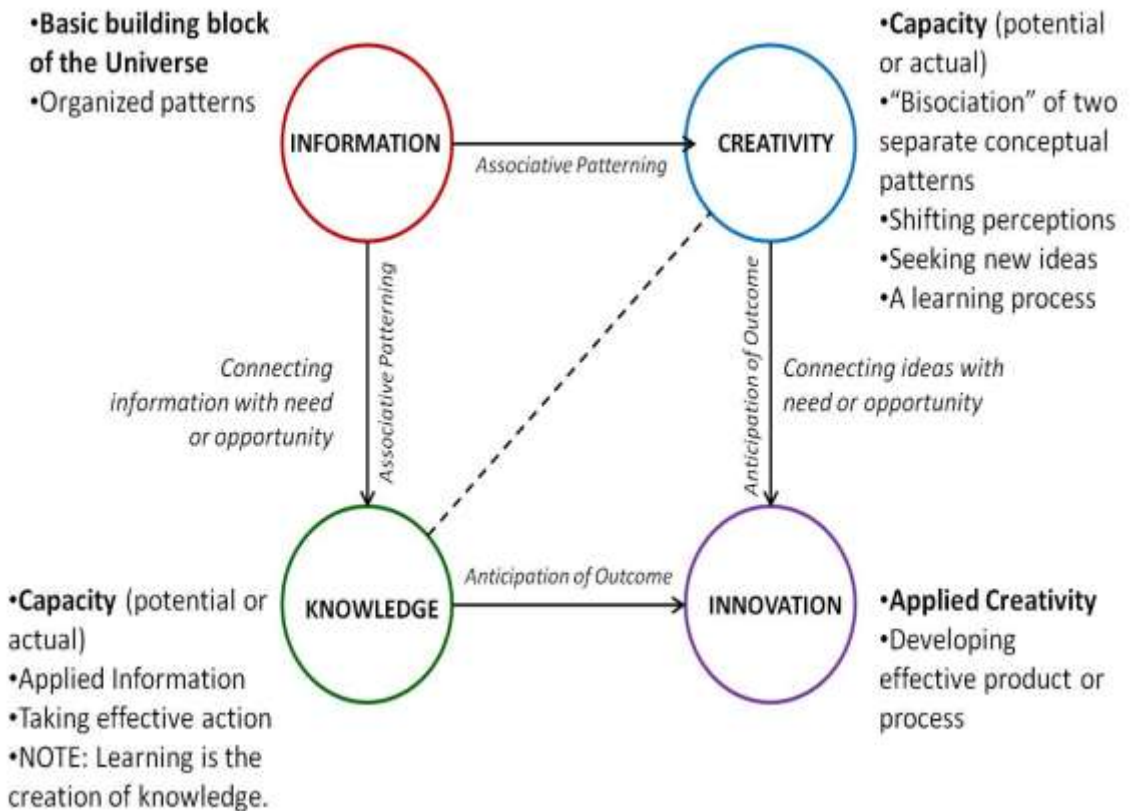 •Basic building block
of the Universe
•Organized patterns
INFORMATION
Associative Patterning
CREATIVITY
•Capacity (potential
or actual)
•“Bisociation” of two
separate conceptual
patterns
•Shifting perceptions
•Seeking new ideas
•A learning process
Connecting
information with need
or opportunity
Associative Patterning
Anticipation of Outcome
Connecting ideas with
need or opportunity
•Capacity (potential or
actual)
•Applied Information
•Taking effective action
•NOTE: Learning is the
creation of knowledge.
KNOWLEDGE
Anticipation of Outcome
INNOVATION
•Applied Creativity
•Developing
effective product or
process